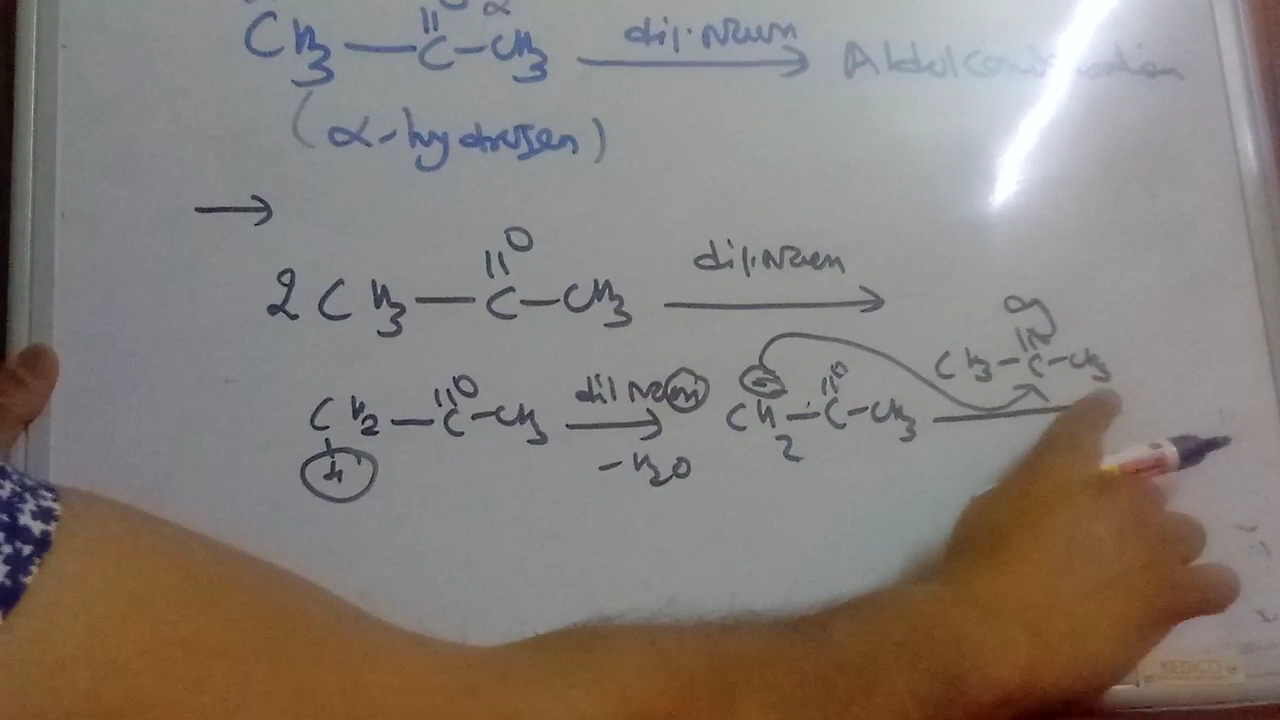 O α
CH3 — C — CH3 dil. NaOH → Aldol condensation
(α-hydrogen)
→
O
2 CH3 — C — CH3 dil. NaOH →
O
CH3 — C — CH3
O dil NaOH ⊖ O
CH2 — C — CH3 → CH2 — C — CH3
H -H2O
KEDICO